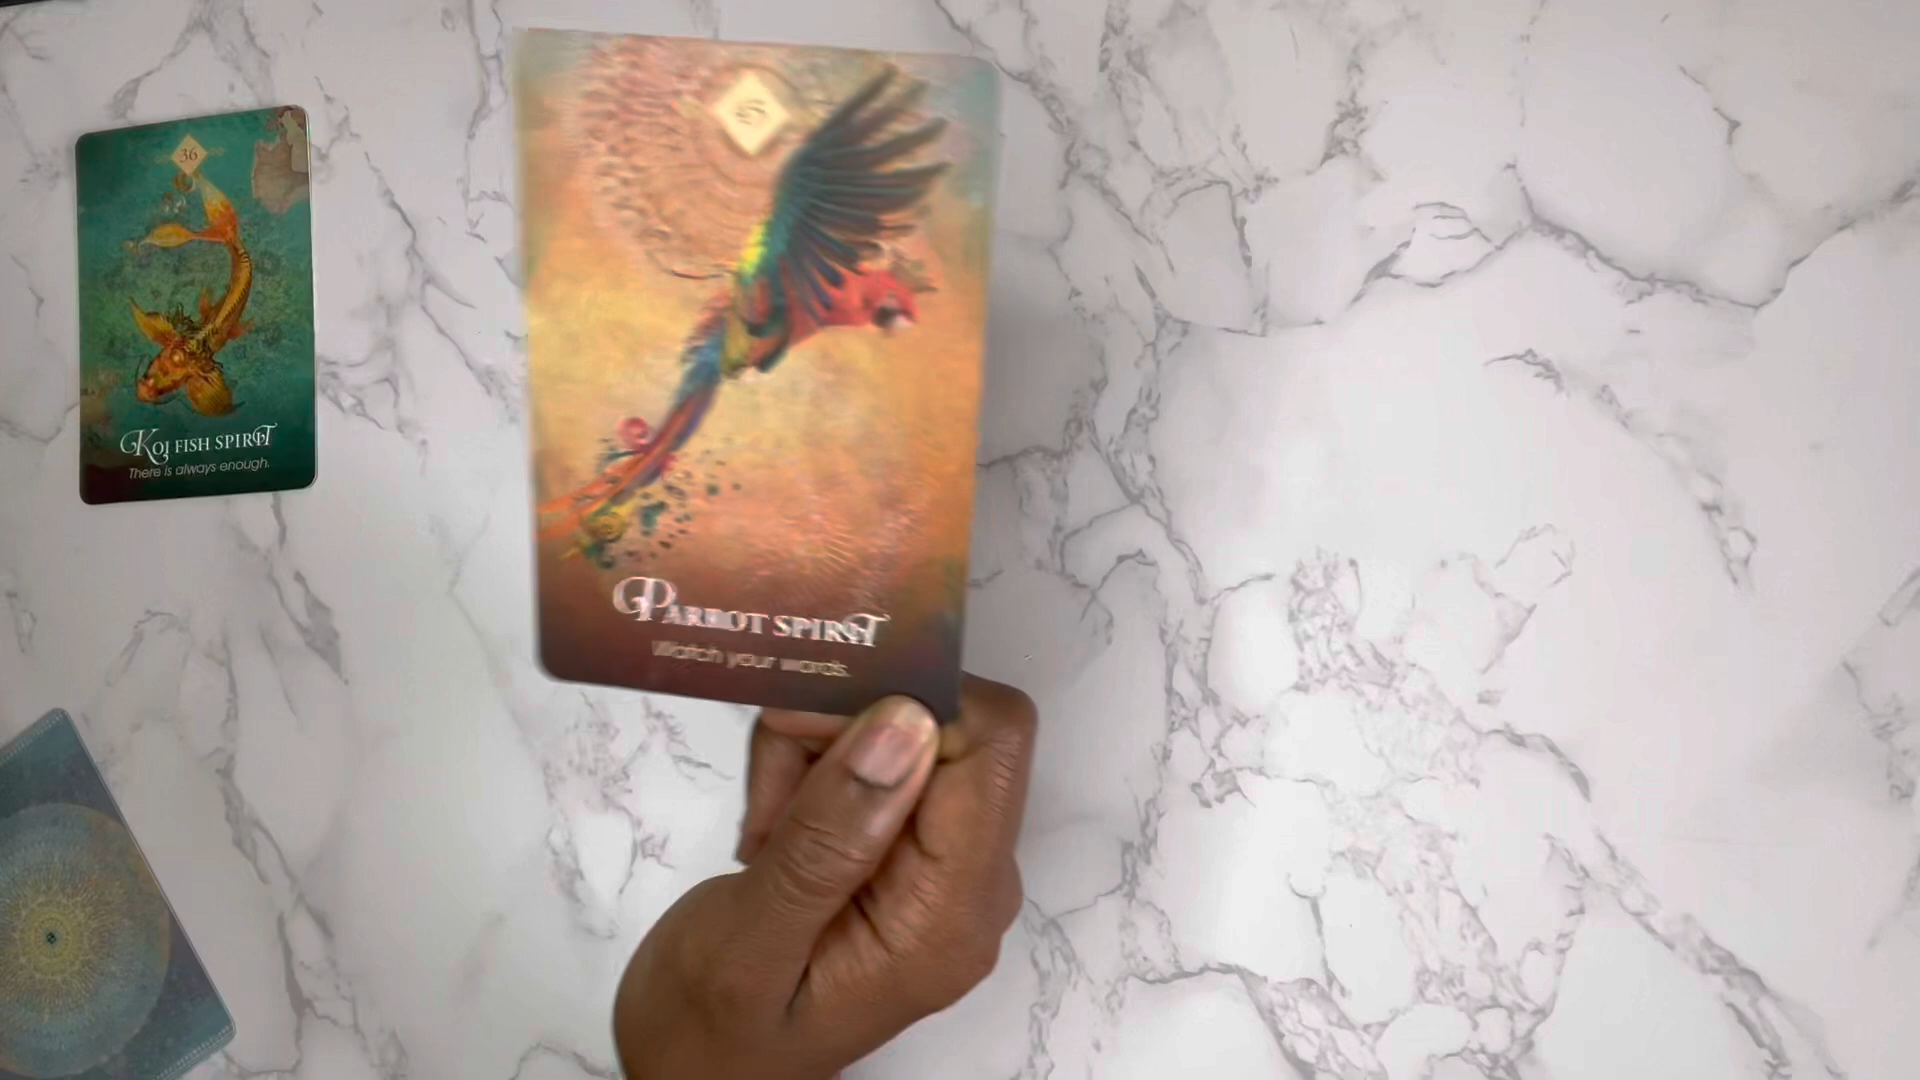 36
KOI FISH SPIRIT
There is always enough.
PARROT SPIRIT
Watch your words.